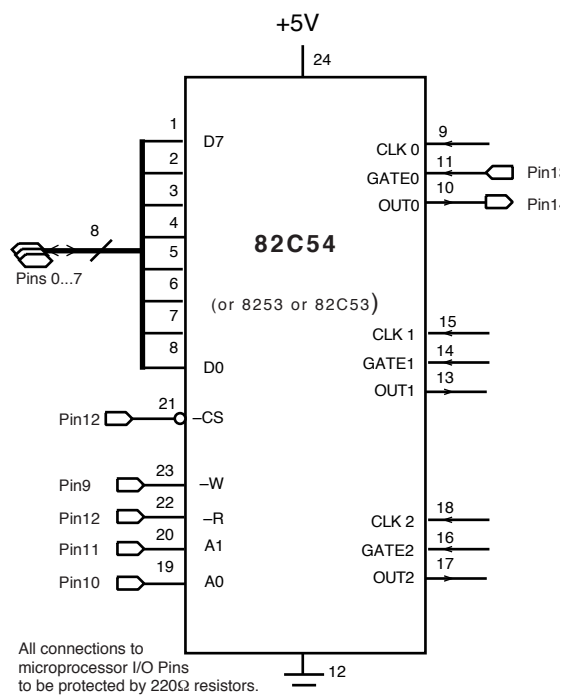 +5V
24
1
D7
2
3
4
5
6
7
8
D0
8
Pins 0...7
CLK 0
9
GATE0
11
OUT0
10
82C54
(or 8253 or 82C53)
CLK 1
15
GATE1
14
OUT1
13
Pin12
21
–CS
Pin9
23
–W
Pin12
22
–R
Pin11
20
A1
Pin10
19
A0
CLK 2
18
GATE2
16
OUT2
17
12
All connections to
microprocessor I/O Pins
to be protected by 220Ω resistors.